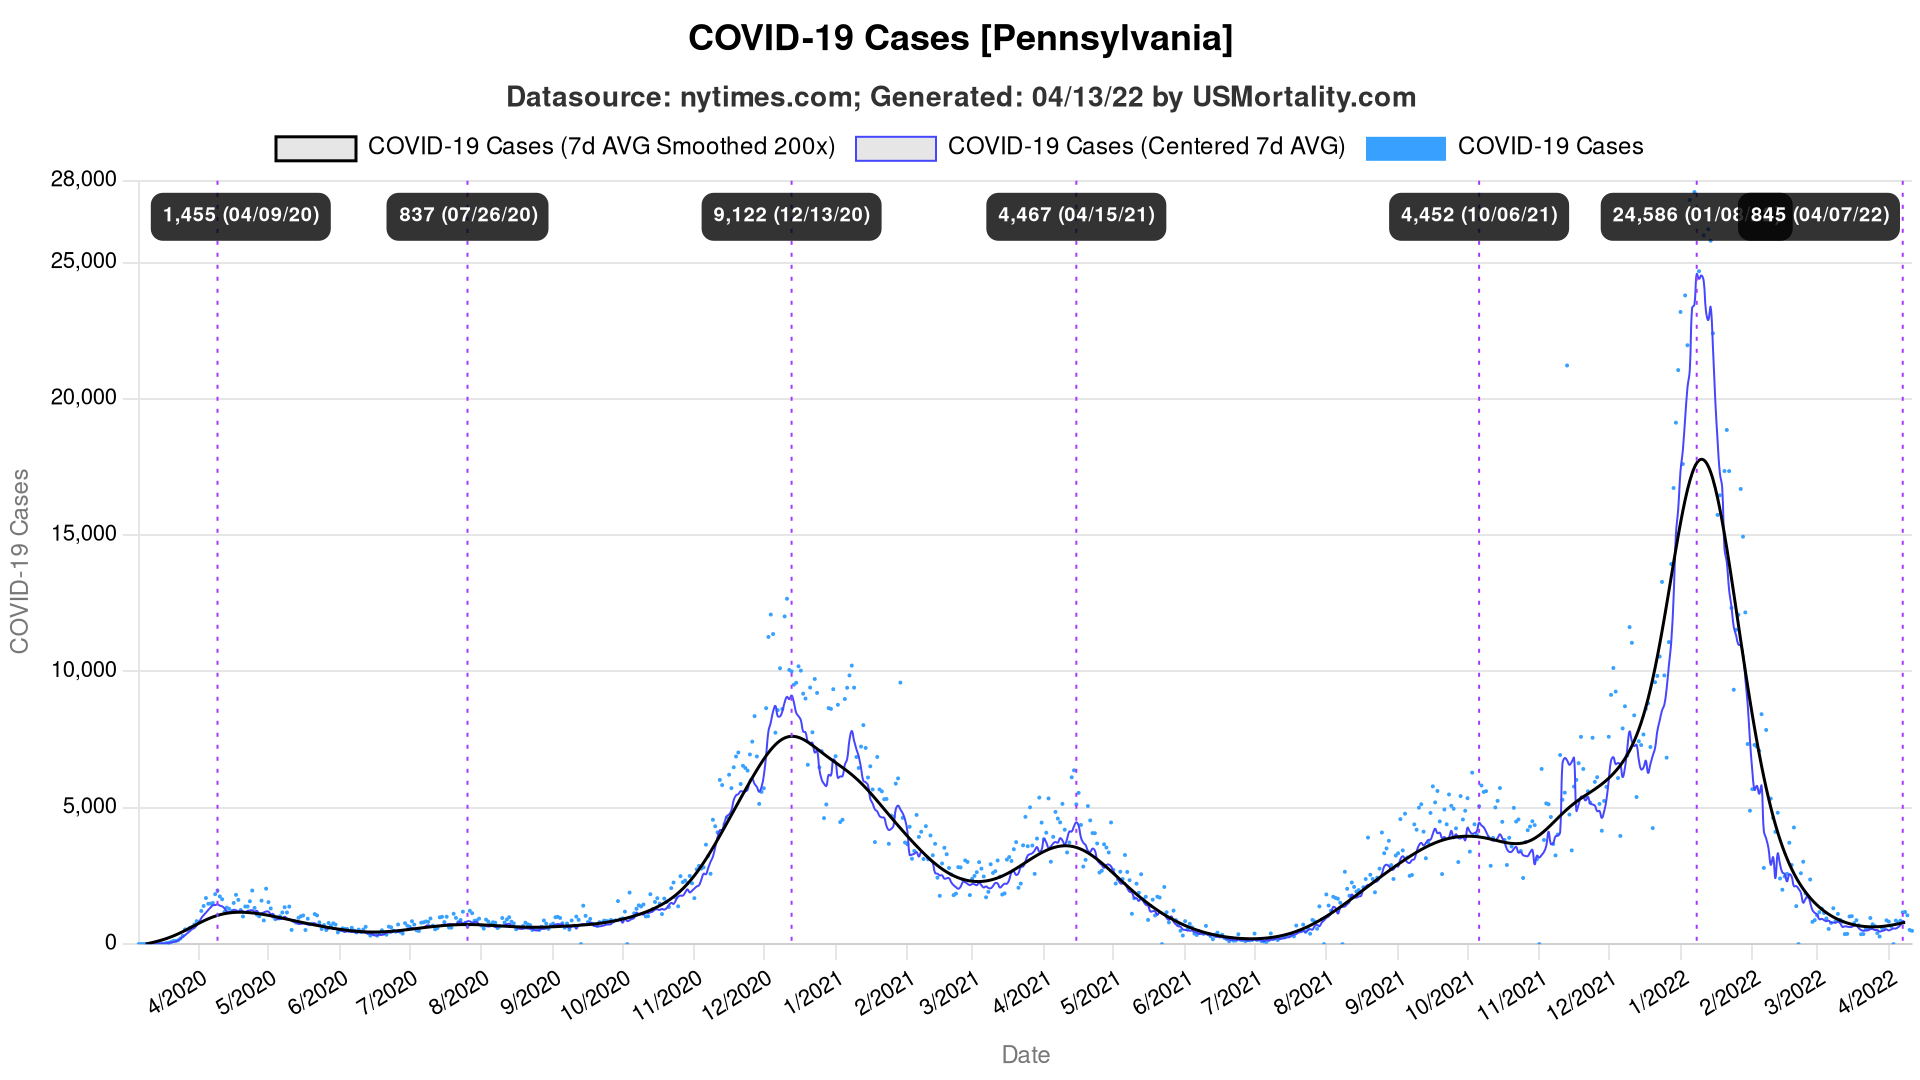 COVID-19 Cases [Pennsylvania]
Datasource: nytimes.com; Generated: 04/13/22 by USMortality.com
COVID-19 Cases (7d AVG Smoothed 200x) COVID-19 Cases (Centered 7d AVG) COVID-19 Cases
28,000
1,455 (04/09/20) 837 (07/26/20) 9,122 (12/13/20) 4,467 (04/15/21) 4,452 (10/06/21) 24,586 (01/08 845 (04/07/22)
25,000
20,000
15,000
10,000
5,000
0
COVID-19 Cases
4/2020 5/2020 6/2020 7/2020 8/2020 9/2020 10/2020 11/2020 12/2020 1/2021 2/2021 3/2021 4/2021 5/2021 6/2021 7/2021 8/2021 9/2021 10/2021 11/2021 12/2021 1/2022 2/2022 3/2022 4/2022
Date